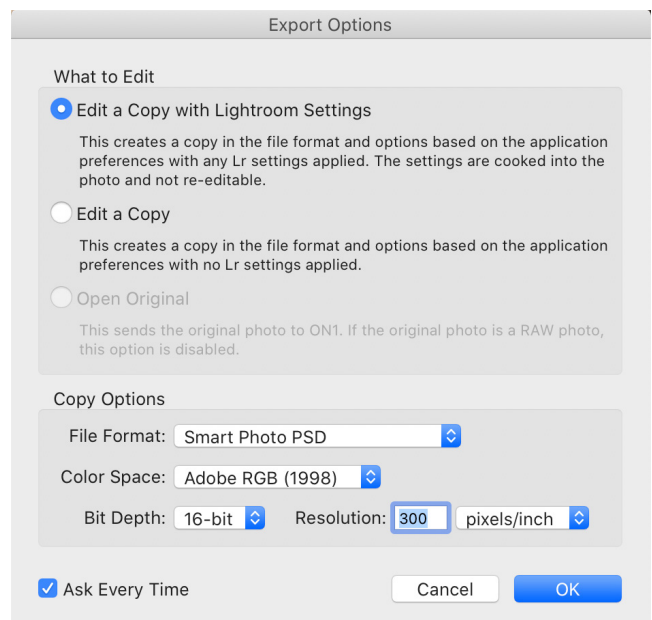 Export Options
What to Edit
Edit a Copy with Lightroom Settings
This creates a copy in the file format and options based on the application
preferences with any Lr settings applied. The settings are cooked into the
photo and not re-editable.
Edit a Copy
This creates a copy in the file format and options based on the application
preferences with no Lr settings applied.
Open Original
This sends the original photo to ON1. If the original photo is a RAW photo,
this option is disabled.
Copy Options
File Format: Smart Photo PSD
Color Space: Adobe RGB (1998)
Bit Depth: 16-bit Resolution: 300 pixels/inch
Ask Every Time Cancel OK